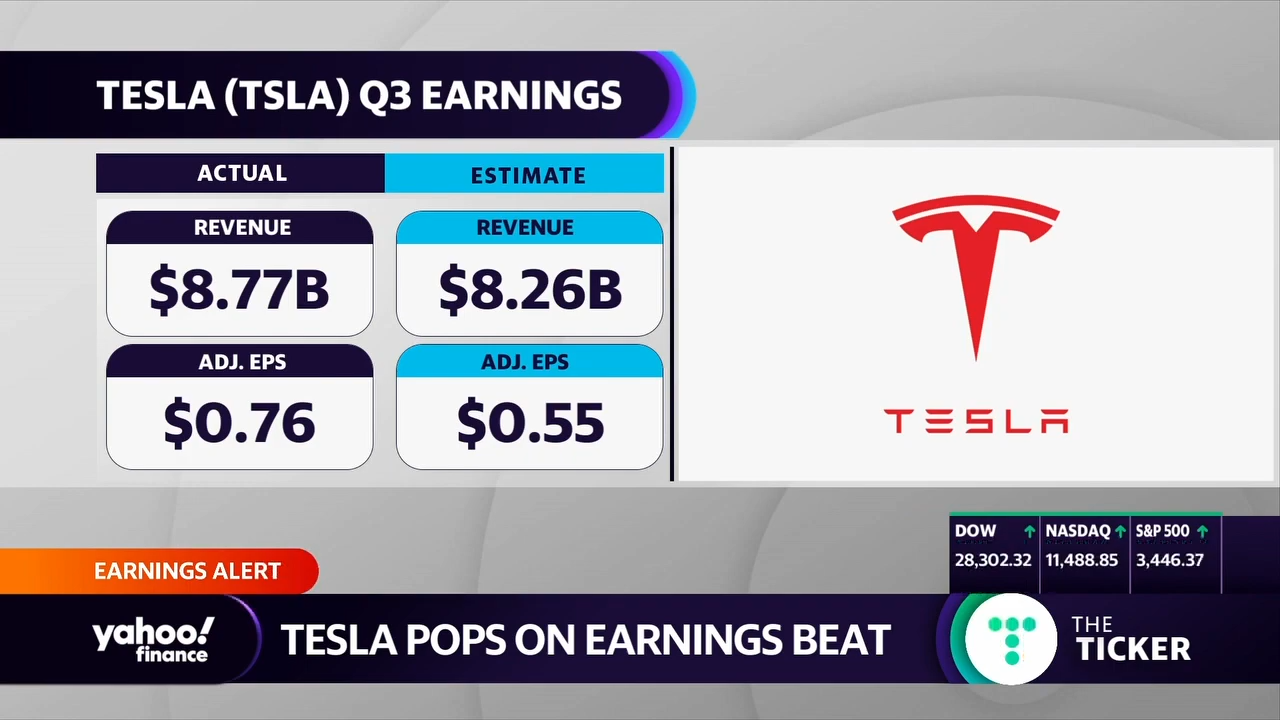 TESLA (TSLA) Q3 EARNINGS
ACTUAL
ESTIMATE
REVENUE
REVENUE
$8.77B
$8.26B
ADJ. EPS
ADJ. EPS
$0.76
$0.55
TESLA
DOW
NASDAQ
S&P 500
28,302.32
11,488.85
3,446.37
EARNINGS ALERT
yahoo!
finance
TESLA POPS ON EARNINGS BEAT
THE
TICKER